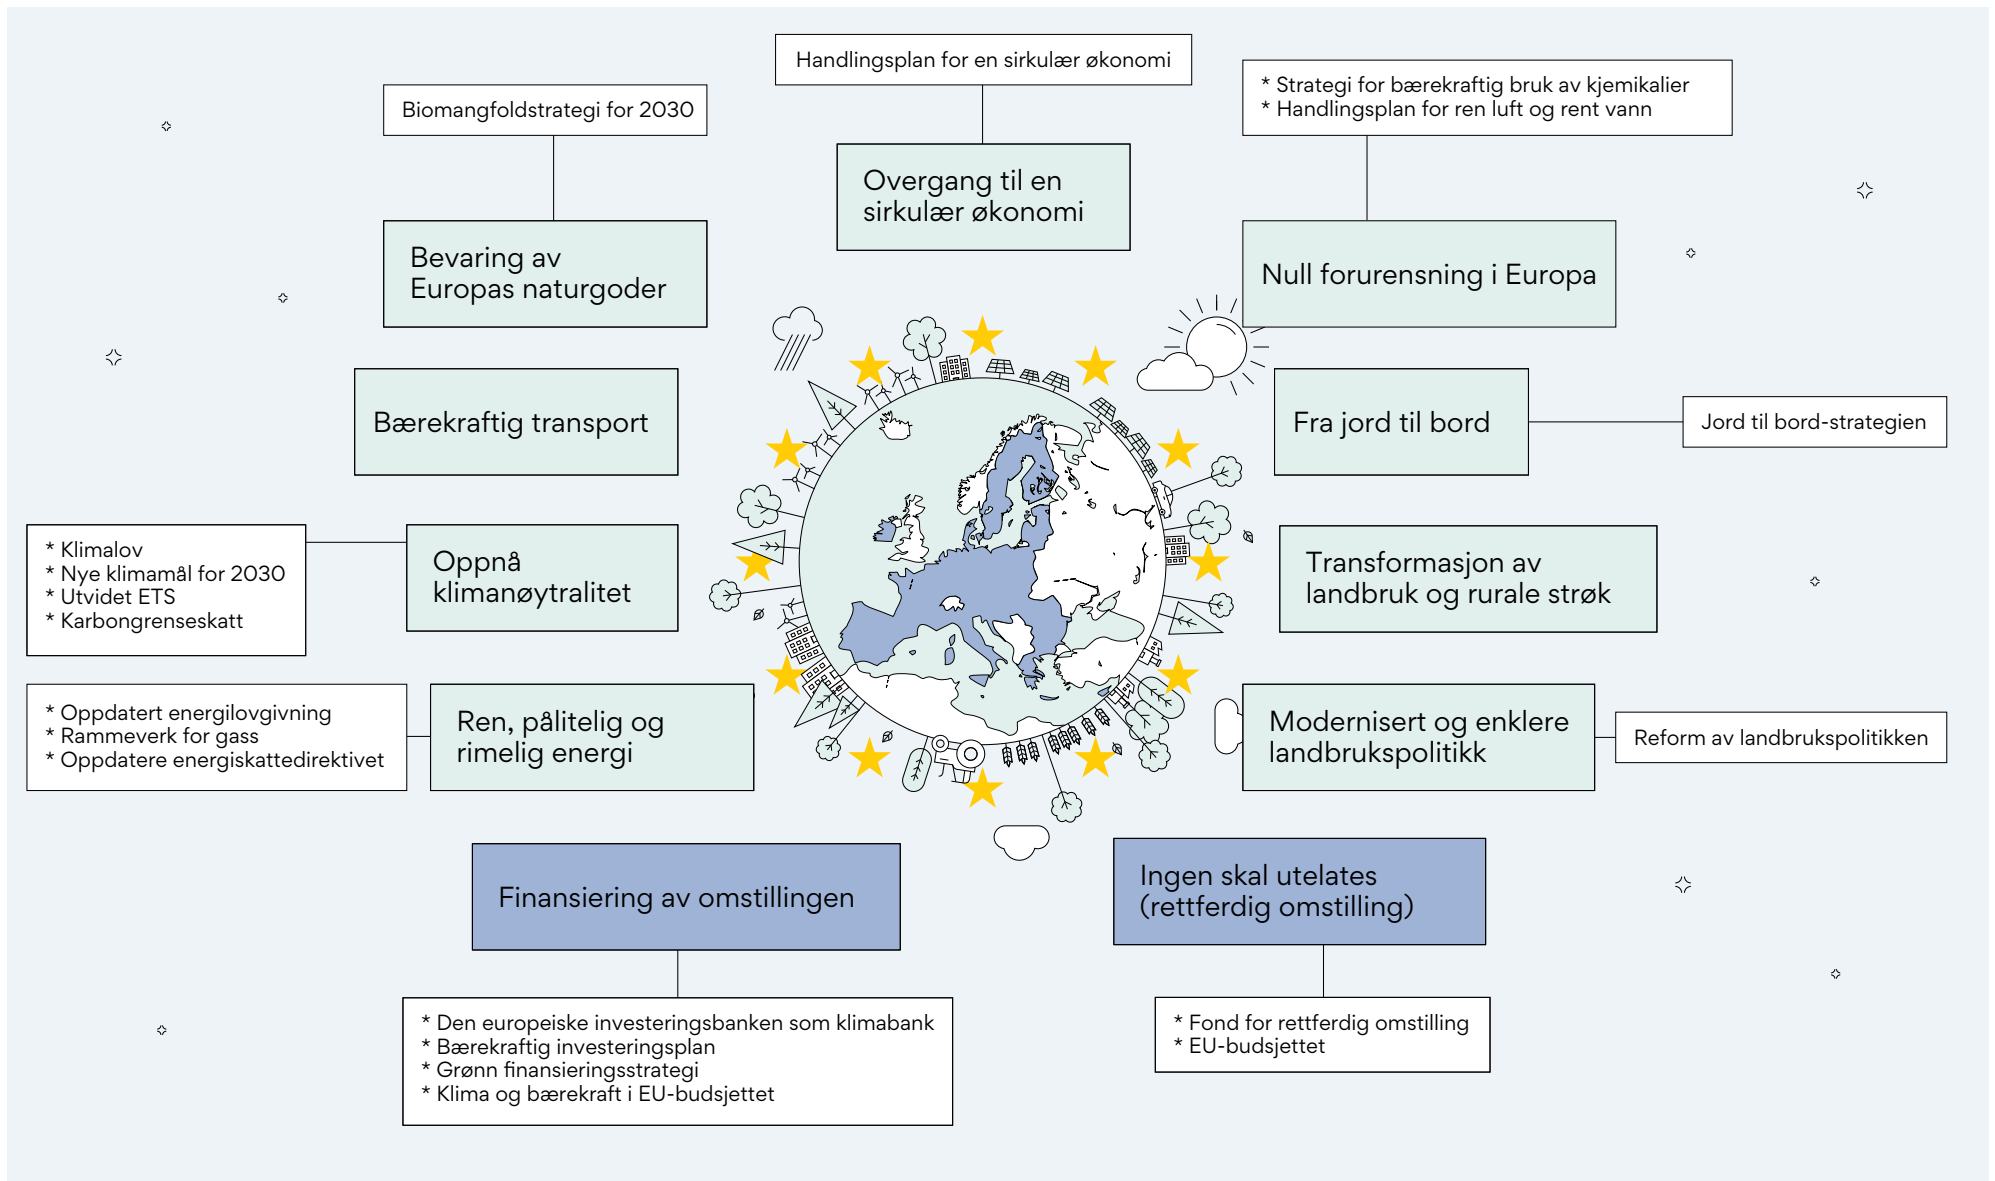 Handlingsplan for en sirkulær økonomi
* Strategi for bærekraftig bruk av kjemikalier
* Handlingsplan for ren luft og rent vann
Biomangfoldstrategi for 2030
Overgang til en
sirkulær økonomi
Bevaring av
Europas naturgoder
Null forurensning i Europa
Bærekraftig transport
Fra jord til bord
Jord til bord-strategien
* Klimalov
* Nye klimamål for 2030
* Utvidet ETS
* Karbongrenseskatt
Oppnå
klimanøytralitet
Transformasjon av
landbruk og rurale strøk
* Oppdatert energilovgivning
* Rammeverk for gass
* Oppdatere energiskattedirektivet
Ren, pålitelig og
rimelig energi
Modernisert og enklere
landbrukspolitikk
Reform av landbrukspolitikken
Finansiering av omstillingen
Ingen skal utelates
(rettferdig omstilling)
* Den europeiske investeringsbanken som klimabank
* Bærekraftig investeringsplan
* Grønn finansieringsstrategi
* Klima og bærekraft i EU-budsjettet
* Fond for rettferdig omstilling
* EU-budsjettet